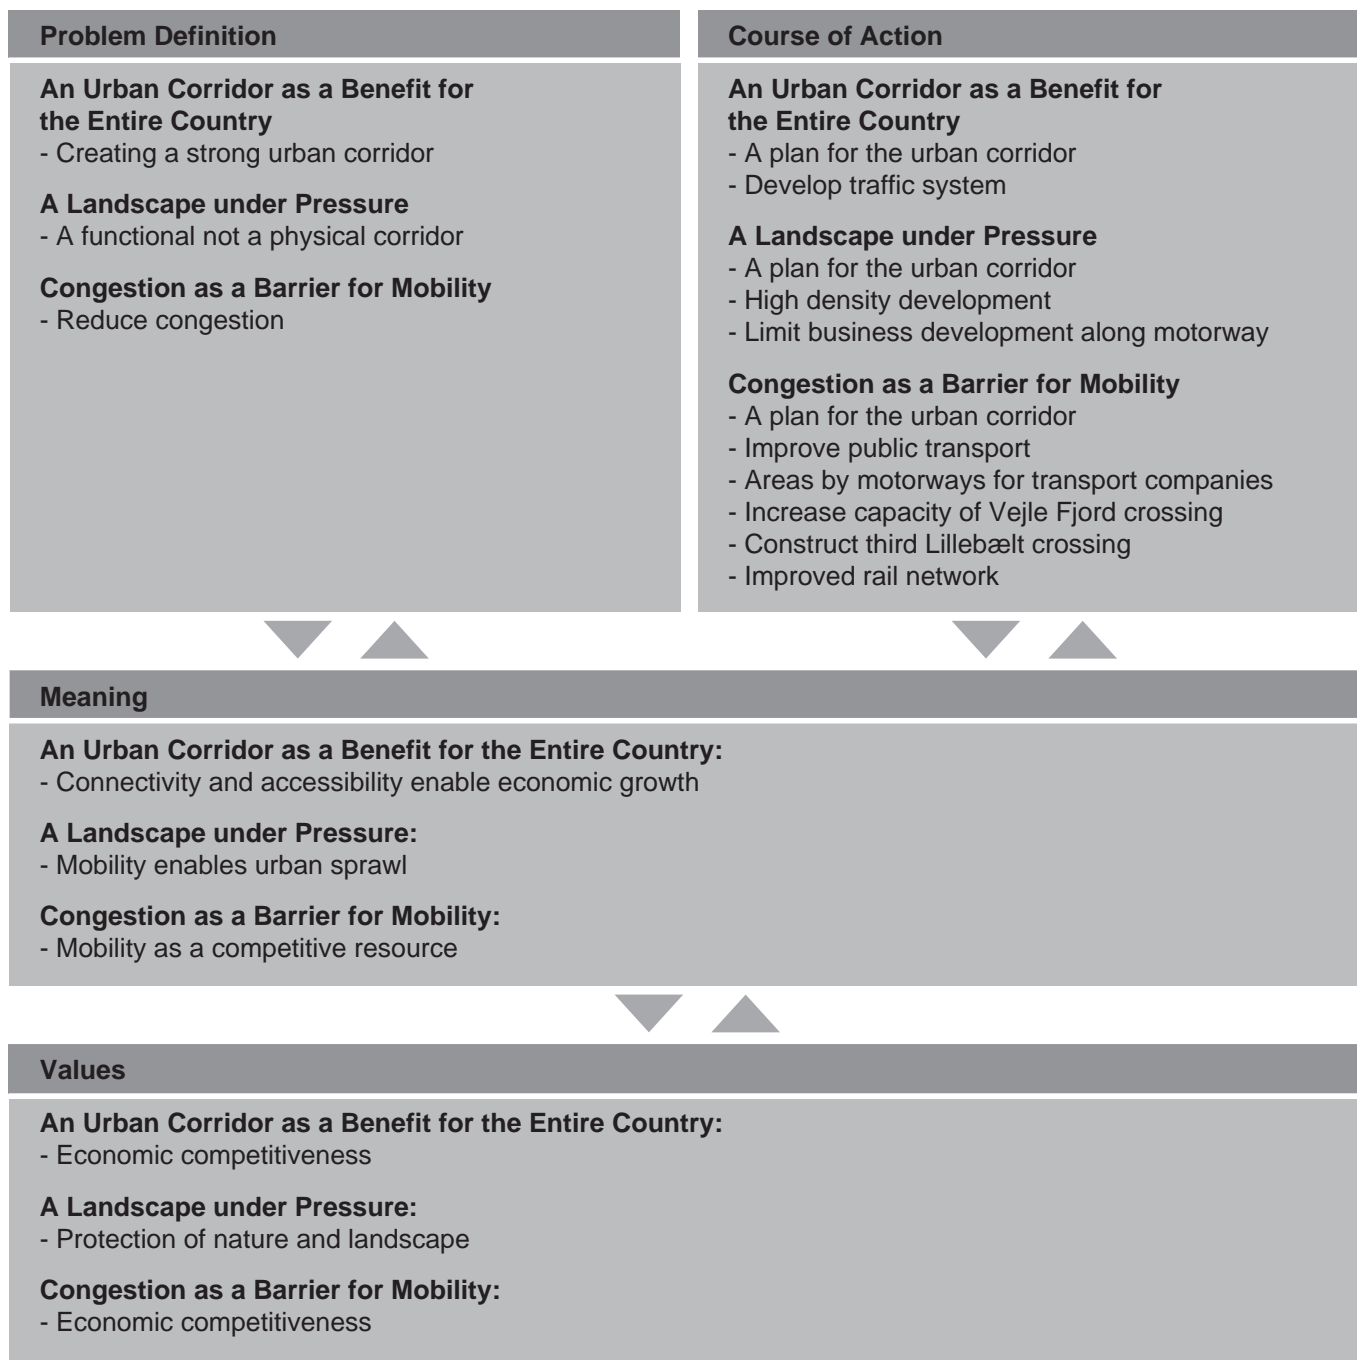 Problem Definition
An Urban Corridor as a Benefit for
the Entire Country
- Creating a strong urban corridor
A Landscape under Pressure
- A functional not a physical corridor
Congestion as a Barrier for Mobility
- Reduce congestion
Course of Action
An Urban Corridor as a Benefit for
the Entire Country
- A plan for the urban corridor
- Develop traffic system
A Landscape under Pressure
- A plan for the urban corridor
- High density development
- Limit business development along motorway
Congestion as a Barrier for Mobility
- A plan for the urban corridor
- Improve public transport
- Areas by motorways for transport companies
- Increase capacity of Vejle Fjord crossing
- Construct third Lillebælt crossing
- Improved rail network
Meaning
An Urban Corridor as a Benefit for the Entire Country:
- Connectivity and accessibility enable economic growth
A Landscape under Pressure:
- Mobility enables urban sprawl
Congestion as a Barrier for Mobility:
- Mobility as a competitive resource
Values
An Urban Corridor as a Benefit for the Entire Country:
- Economic competitiveness
A Landscape under Pressure:
- Protection of nature and landscape
Congestion as a Barrier for Mobility:
- Economic competitiveness